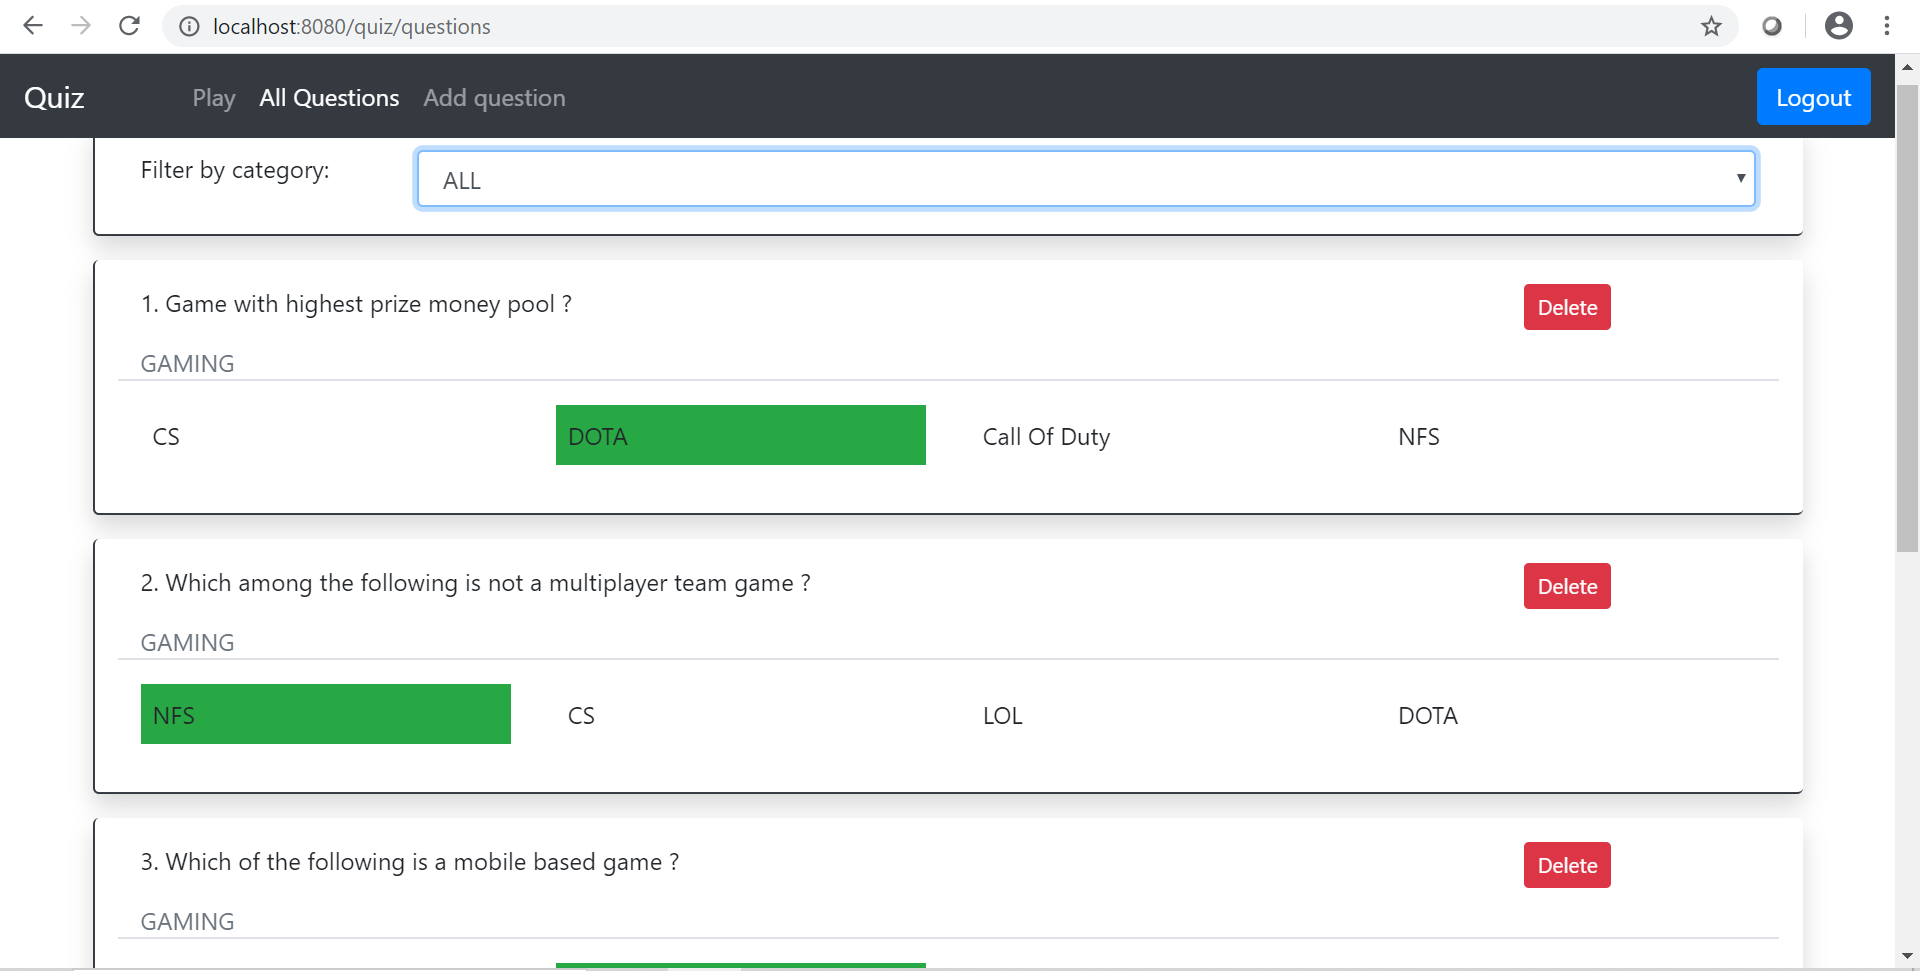 localhost:8080/quiz/questions
Quiz Play All Questions Add question Logout
Filter by category: ALL
1. Game with highest prize money pool ? Delete
GAMING
CS DOTA Call Of Duty NFS
2. Which among the following is not a multiplayer team game ? Delete
GAMING
NFS CS LOL DOTA
3. Which of the following is a mobile based game ? Delete
GAMING